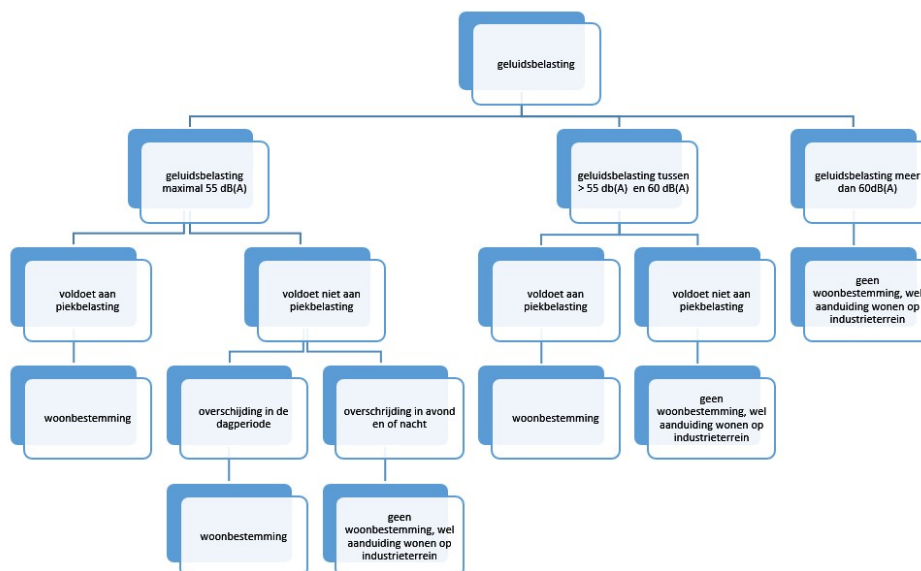 geluidsbelasting
geluidsbelasting
maximal 55 dB(A)
geluidsbelasting tussen
> 55 db(A) en 60 dB(A)
geluidsbelasting meer
dan 60dB(A)
voldoet aan
piekbelasting
voldoet niet aan
piekbelasting
voldoet aan
piekbelasting
voldoet niet aan
piekbelasting
geen
woonbestemming, wel
aanduiding wonen op
industrieterrein
woonbestemming
overschijding in de
dagperiode
overschrijding in avond
en of nacht
woonbestemming
geen
woonbestemming, wel
aanduiding wonen op
industrieterrein
woonbestemming
geen
woonbestemming, wel
aanduiding wonen op
industrieterrein